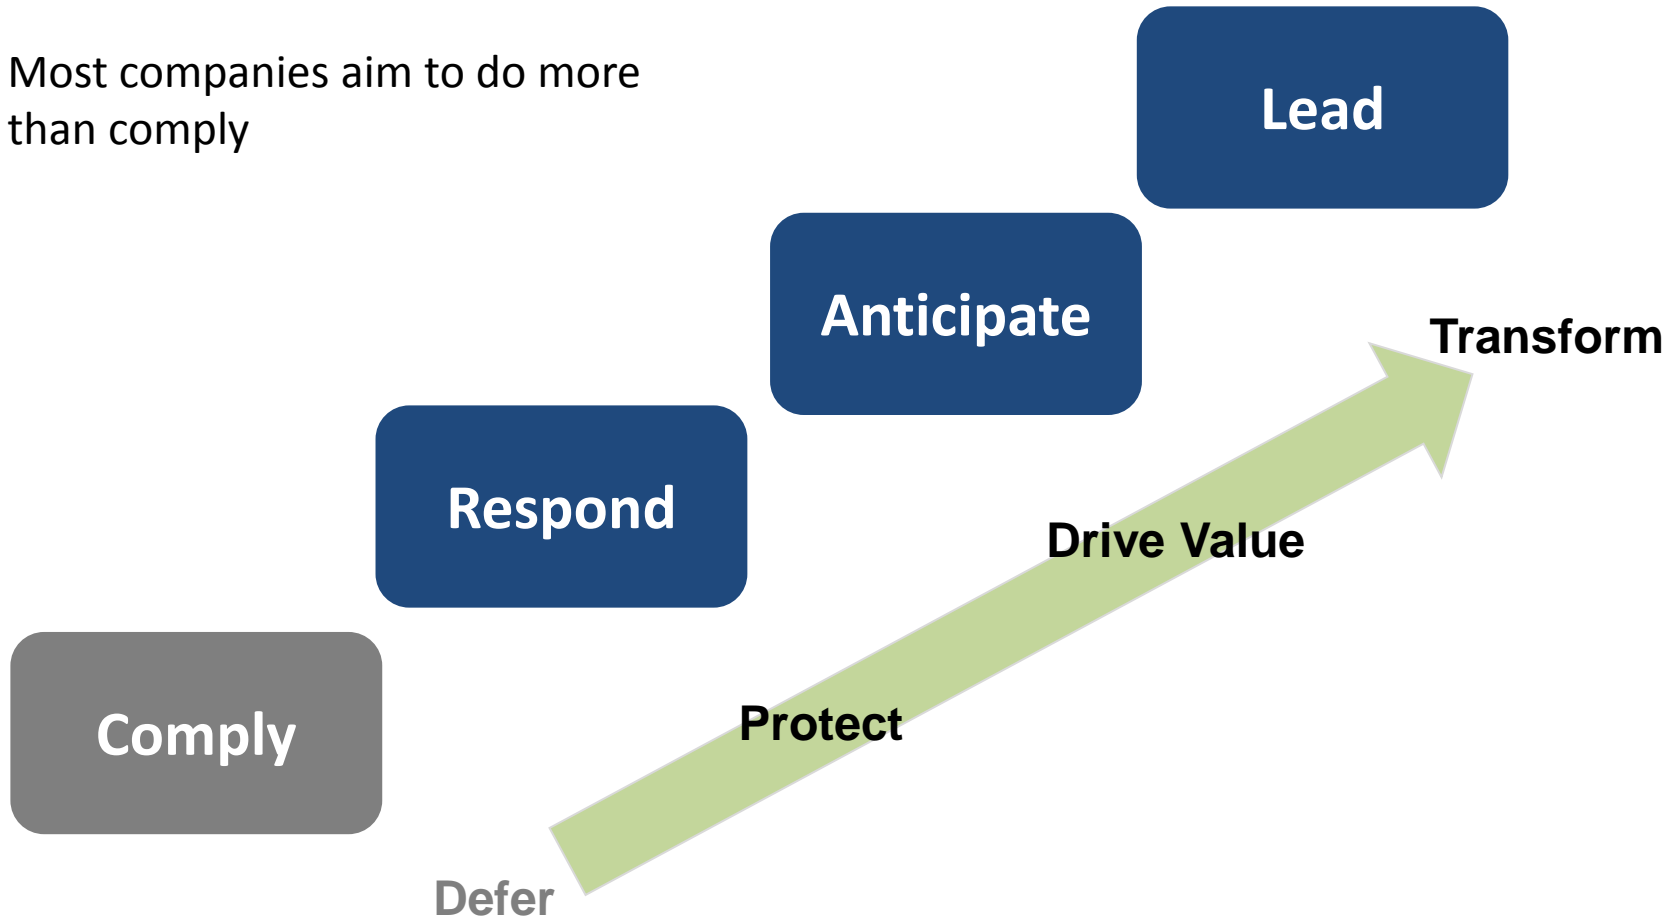 Most companies aim to do more
than comply
Lead
Anticipate
Transform
Respond
Drive Value
Protect
Comply
Defer